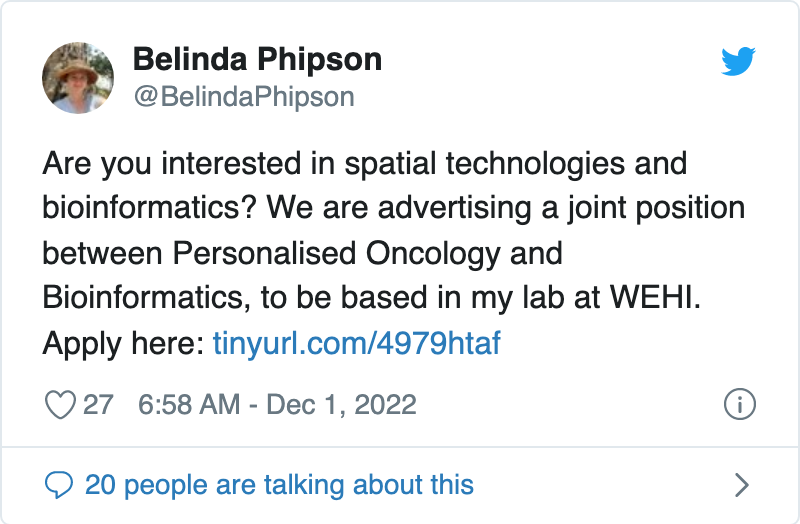 Belinda Phipson
@BelindaPhipson
Are you interested in spatial technologies and
bioinformatics? We are advertising a joint position
between Personalised Oncology and
Bioinformatics, to be based in my lab at WEHI.
Apply here: tinyurl.com/4979htaf
27 6:58 AM - Dec 1, 2022
20 people are talking about this